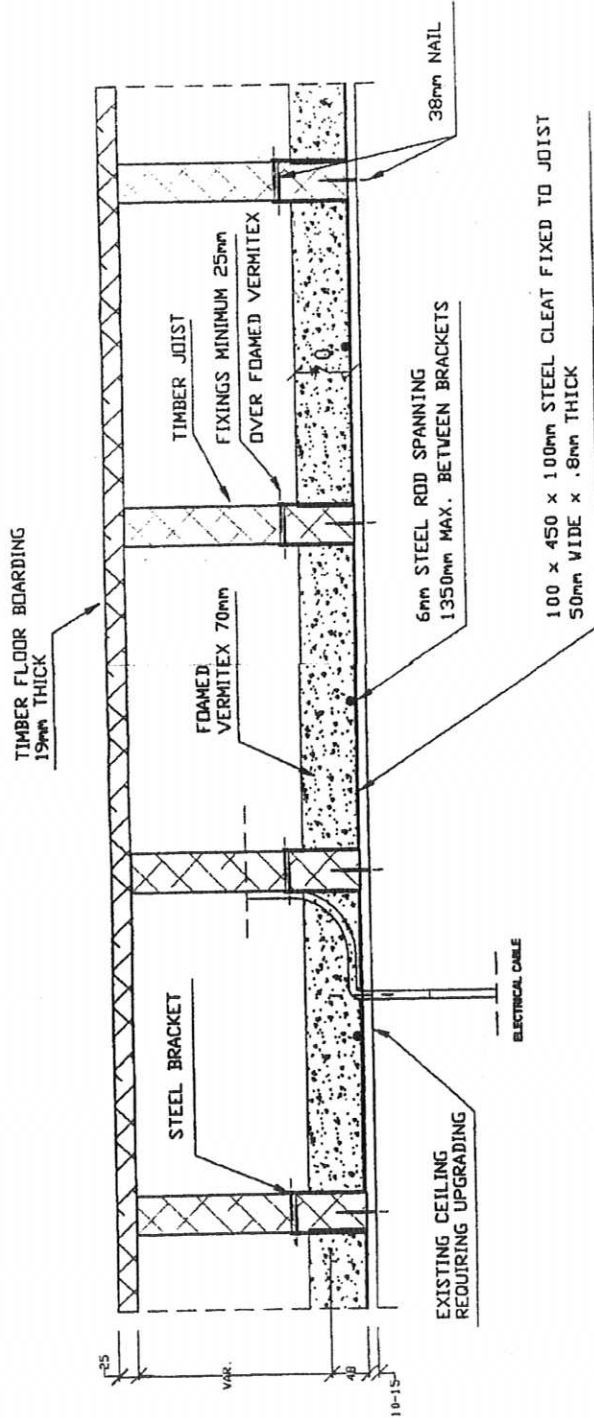 TIMBER FLOOR BOARDING
19mm THICK
TIMBER JOIST
FIXINGS MINIMUM 25mm
OVER FOAMED VERMITEX
38mm NAIL
FOAMED
VERMITEX 70mm
STEEL BRACKET
70
6mm STEEL ROD SPANNING
1350mm MAX. BETWEEN BRACKETS
100 x 450 x 100mm STEEL CLEAT FIXED TO JOIST
50mm WIDE x .8mm THICK
ELECTRICAL CABLE
EXISTING CEILING
REQUIRING UPGRADING
25
VAR.
48
10-15